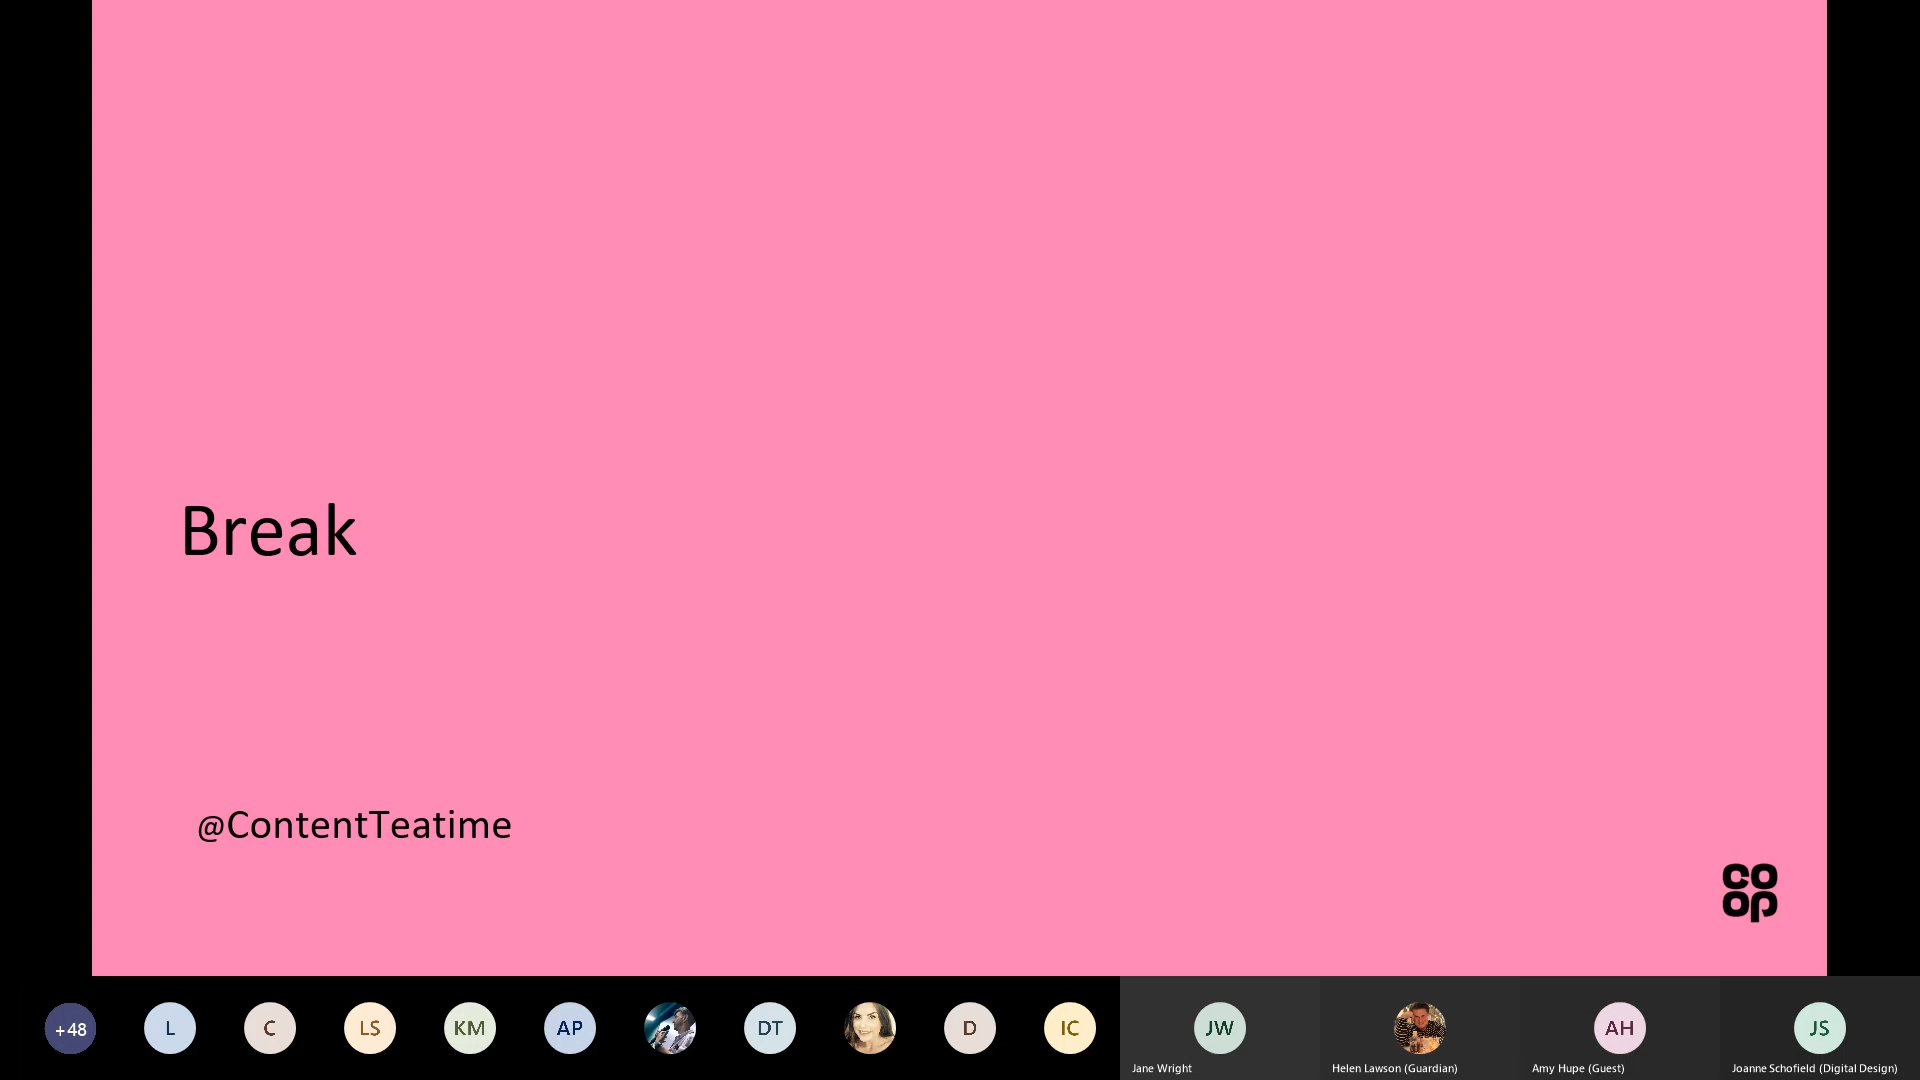 Break
@ContentTeatime
co
op
+48
L
C
LS
KM
AP
DT
D
IC
JW
AH
JS
Jane Wright
Helen Lawson (Guardian)
Amy Hupe (Guest)
Joanne Schofield (Digital Design)